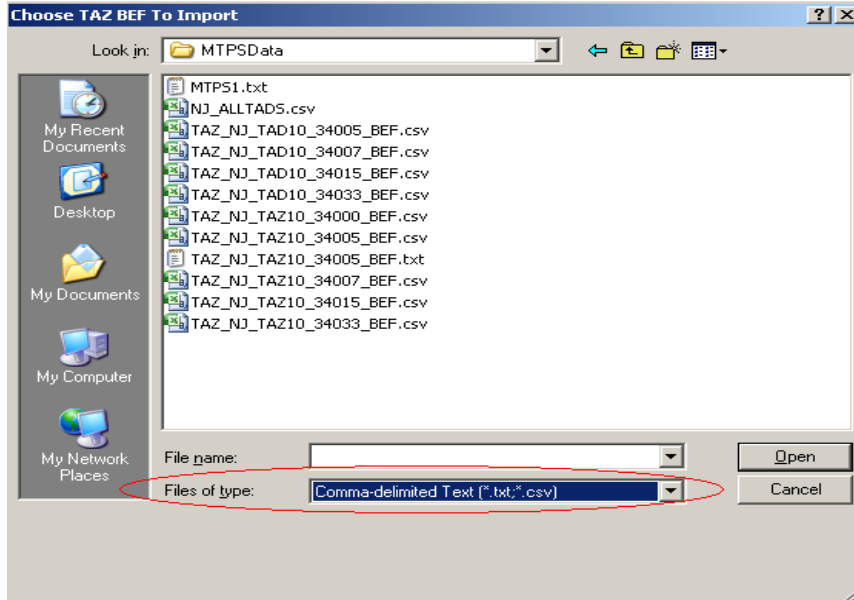 Choose TAZ BEF To Import
Look in: MTPSData
My Recent
Documents
Desktop
My Documents
My Computer
My Network
Places
MTPS1.txt
NJ_ALLTADS.csv
TAZ_NJ_TAD10_34005_BEF.csv
TAZ_NJ_TAD10_34007_BEF.csv
TAZ_NJ_TAD10_34015_BEF.csv
TAZ_NJ_TAD10_34033_BEF.csv
TAZ_NJ_TAZ10_34000_BEF.csv
TAZ_NJ_TAZ10_34005_BEF.csv
TAZ_NJ_TAZ10_34005_BEF.txt
TAZ_NJ_TAZ10_34007_BEF.csv
TAZ_NJ_TAZ10_34015_BEF.csv
TAZ_NJ_TAZ10_34033_BEF.csv
File name:
Open
Files of type: Comma-delimited Text (*.txt;*.csv)
Cancel